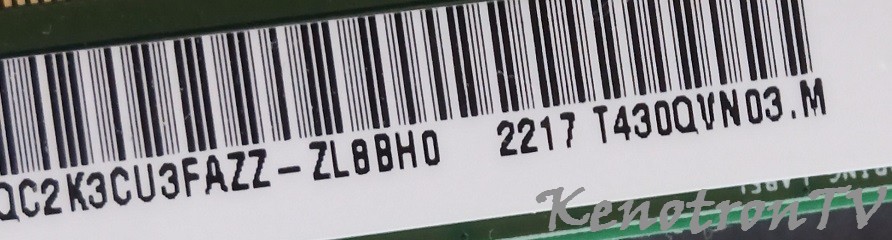 QC2K3CU3FAZZ-ZL8BH0 2217 T430QVN03.M
KenotronTV